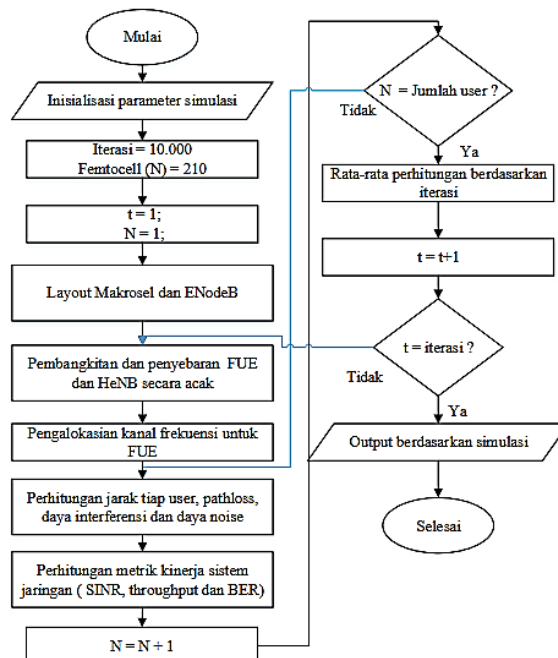 Mulai
Inisialisasi parameter simulasi
Iterasi = 10.000
Femtocell (N) = 210
t = 1;
N = 1;
Layout Makrosel dan ENodeB
Pembangkitan dan penyebaran FUE
dan HeNB secara acak
Pengalokasian kanal frekuensi untuk
FUE
Perhitungan jarak tiap user, pathloss,
daya interferensi dan daya noise
Perhitungan metrik kinerja sistem
jaringan ( SINR, throughput dan BER)
N = N + 1
N = Jumlah user ?
Tidak
Ya
Rata-rata perhitungan berdasarkan
iterasi
t = t+1
t = iterasi ?
Tidak
Ya
Output berdasarkan simulasi
Selesai